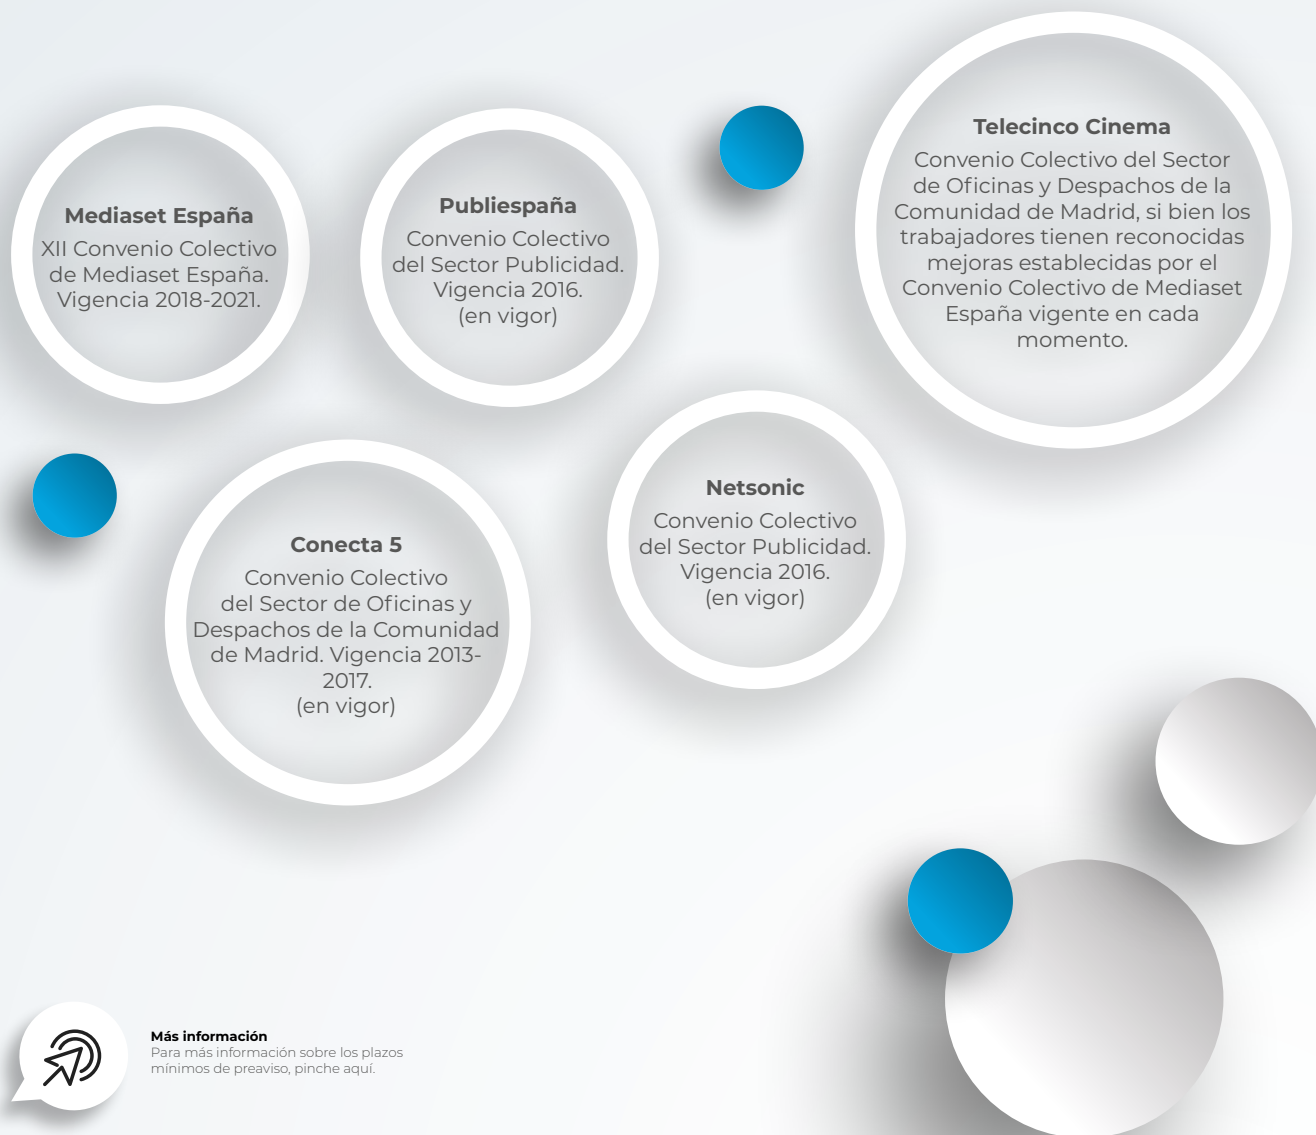 Mediaset España
XII Convenio Colectivo
de Mediaset España.
Vigencia 2018-2021.
Publiespaña
Convenio Colectivo
del Sector Publicidad.
Vigencia 2016.
(en vigor)
Telecinco Cinema
Convenio Colectivo del Sector
de Oficinas y Despachos de la
Comunidad de Madrid, si bien los
trabajadores tienen reconocidas
mejoras establecidas por el
Convenio Colectivo de Mediaset
España vigente en cada
momento.
Conecta 5
Convenio Colectivo
del Sector de Oficinas y
Despachos de la Comunidad
de Madrid. Vigencia 2013-
2017.
(en vigor)
Netsonic
Convenio Colectivo
del Sector Publicidad.
Vigencia 2016.
(en vigor)
Más información
Para más información sobre los plazos
mínimos de preaviso, pinche aquí.